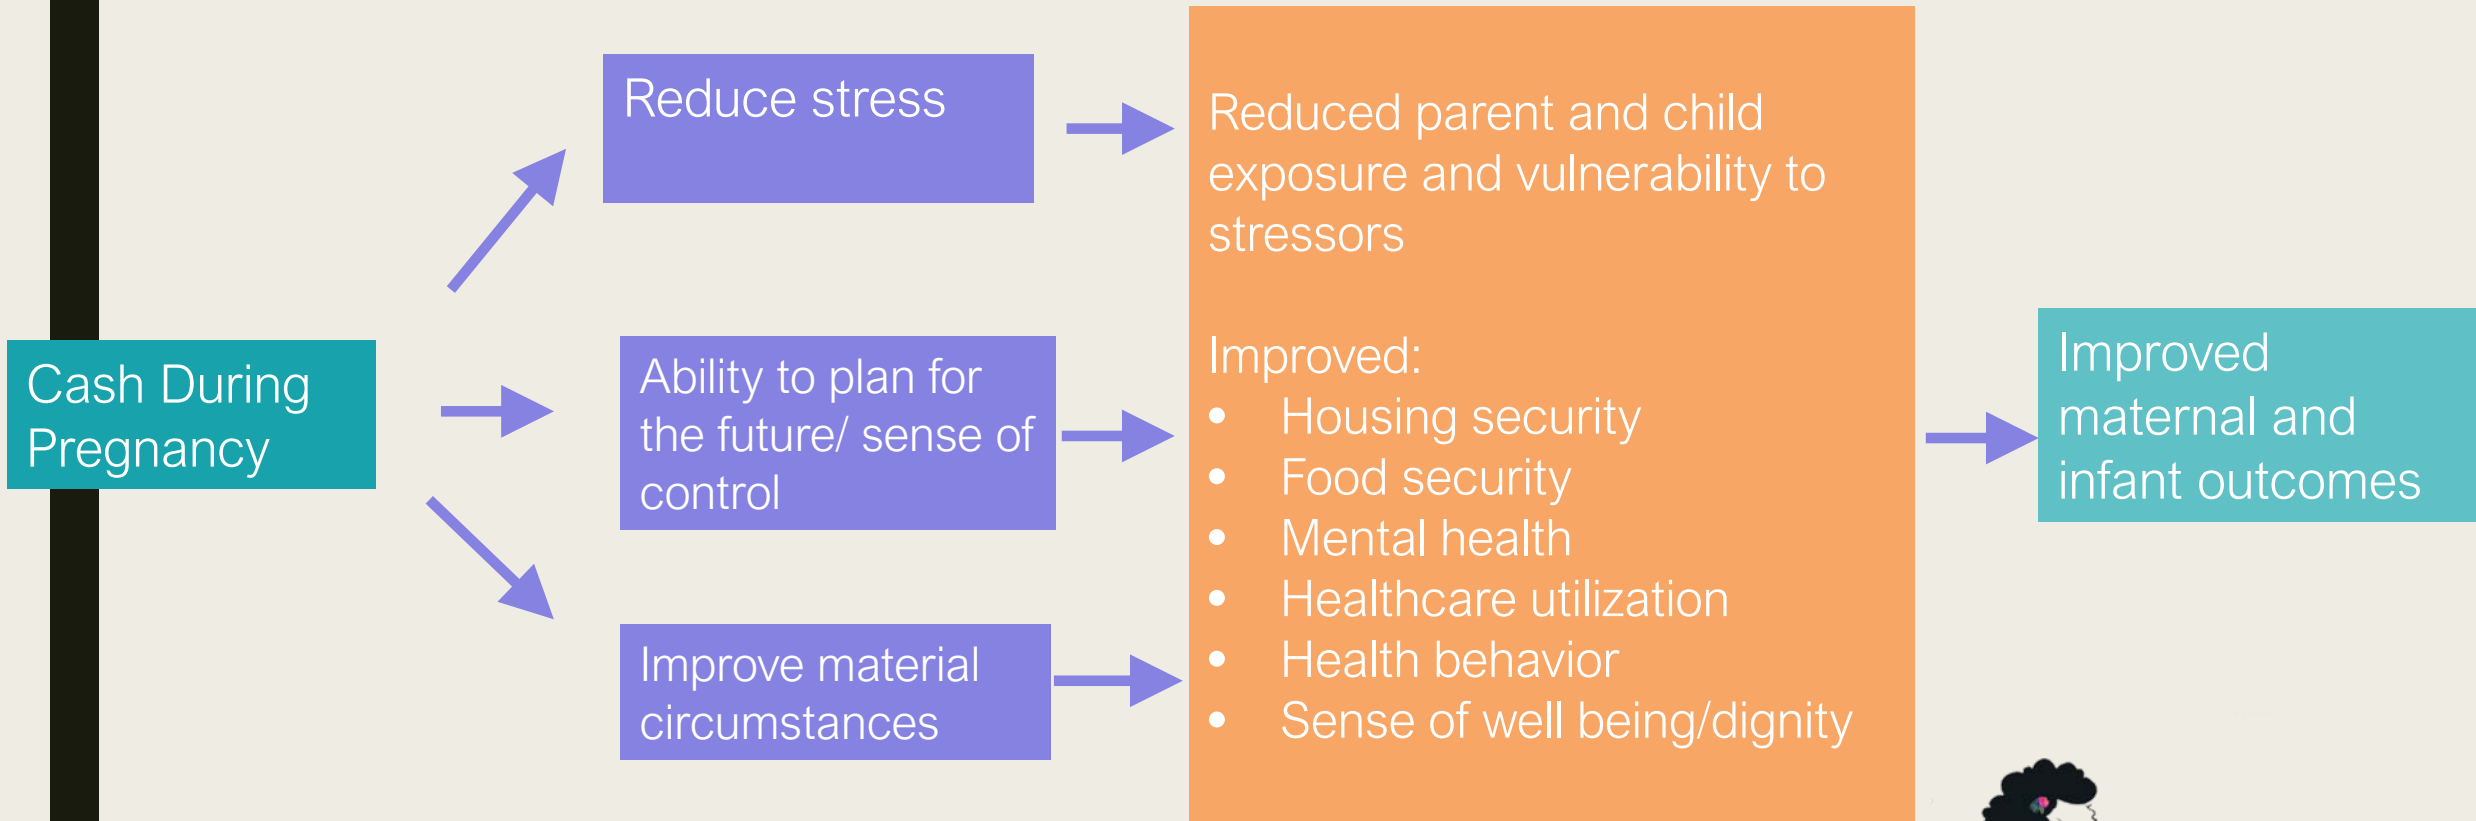 Cash During
Pregnancy
Reduce stress
Ability to plan for
the future/ sense of
control
Improve material
circumstances
Reduced parent and child
exposure and vulnerability to
stressors
Improved:
• Housing security
• Food security
• Mental health
• Healthcare utilization
• Health behavior
• Sense of well being/dignity
Improved
maternal and
infant outcomes